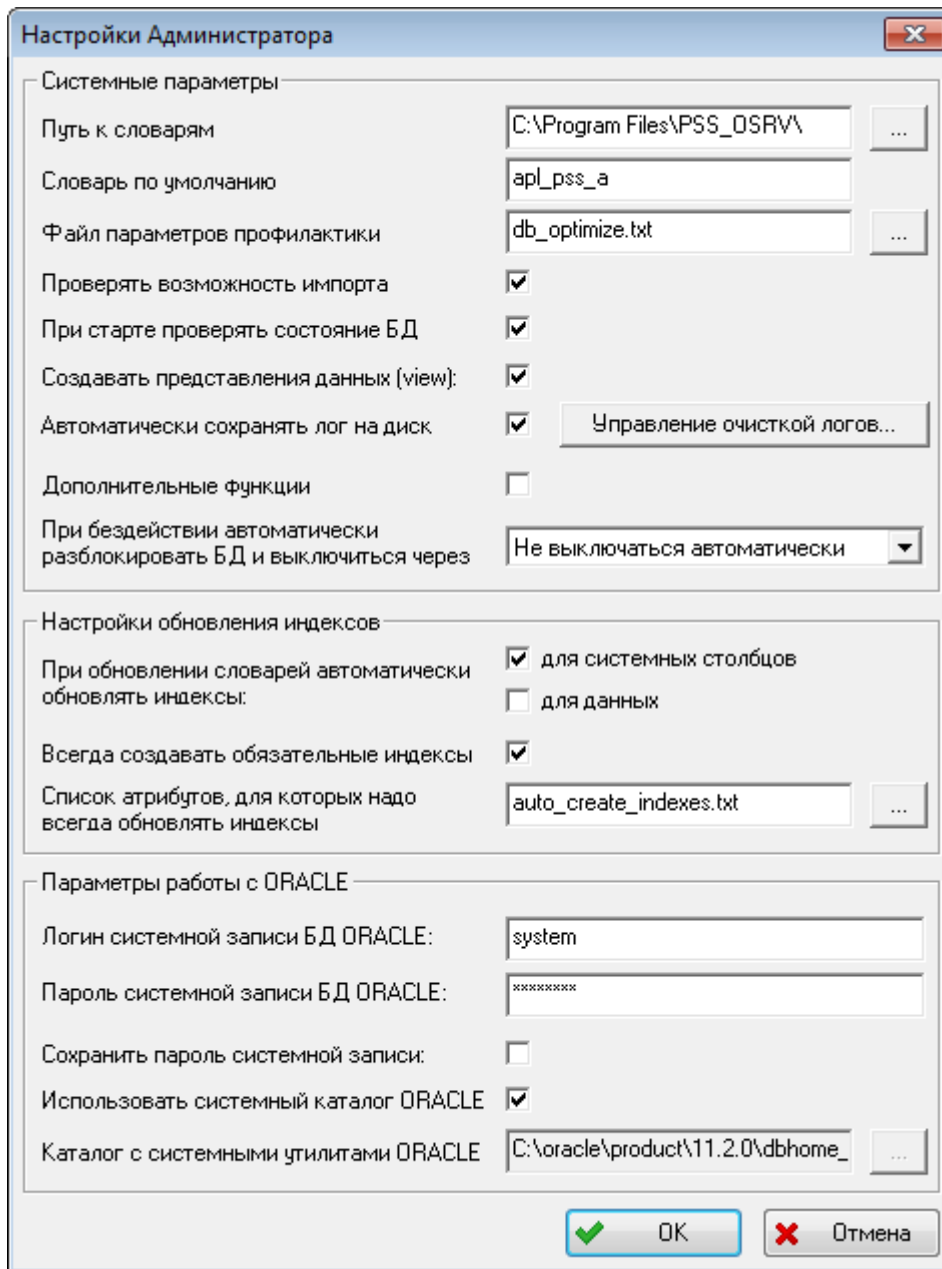 Настройки Администратора
Системные параметры
Путь к словарям
C:\Program Files\PSS_OSRV\
...
Словарь по умолчанию
apl_pss_a
Файл параметров профилактики
db_optimize.txt
...
Проверять возможность импорта
При старте проверять состояние БД
Создавать представления данных (view):
Автоматически сохранять лог на диск
Управление очисткой логов...
Дополнительные функции
При бездействии автоматически
разблокировать БД и выключиться через
Не выключаться автоматически
Настройки обновления индексов
При обновлении словарей автоматически
обновлять индексы:
для системных столбцов
для данных
Всегда создавать обязательные индексы
Список атрибутов, для которых надо
всегда обновлять индексы
auto_create_indexes.txt
...
Параметры работы с ORACLE
Логин системной записи БД ORACLE:
system
Пароль системной записи БД ORACLE:
********
Сохранить пароль системной записи:
Использовать системный каталог ORACLE
Каталог с системными утилитами ORACLE
C:\oracle\product\11.2.0\dbhome_
...
OK
Отмена